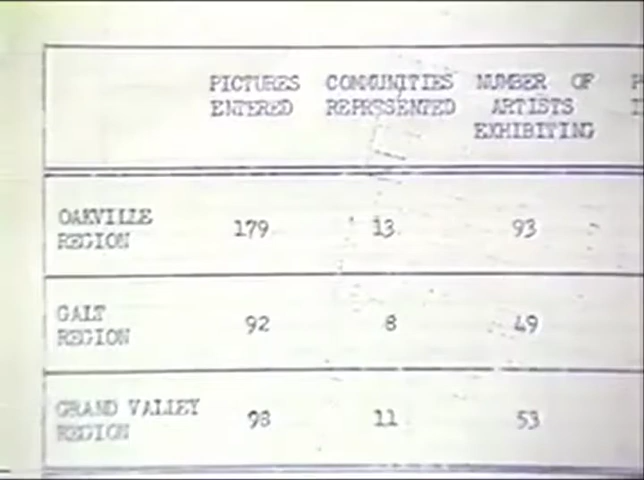 PICTURES COMMUNITIES NUMBER OF
ENTERED REPRSSENTED ARTISTS
EXHIBITING
OAKVILLE
REGION 179 13 93
GALT
REGION 92 8 49
GRAND VALLEY
REGION 98 11 53